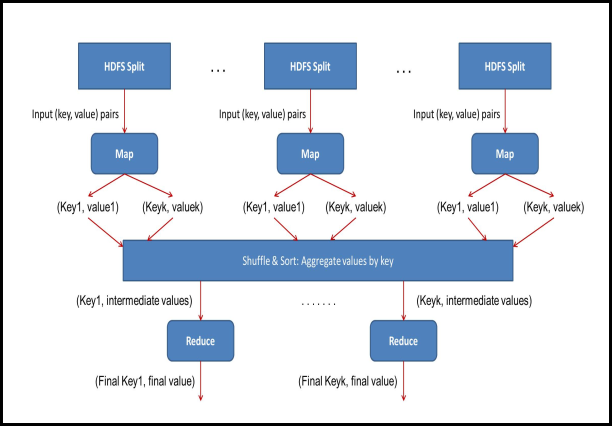 HDFS Split ... HDFS Split ... HDFS Split
Input (key, value) pairs Input (key, value) pairs Input (key, value) pairs
Map Map Map
(Key1, value1) (Keyk, valuek) (Key1, value1) (Keyk, valuek) (Key1, value1) (Keyk, valuek)
Shuffle & Sort: Aggregate values by key
(Key1, intermediate values) ....... (Keyk, intermediate values)
Reduce Reduce
(Final Key1, final value) (Final Keyk, final value)